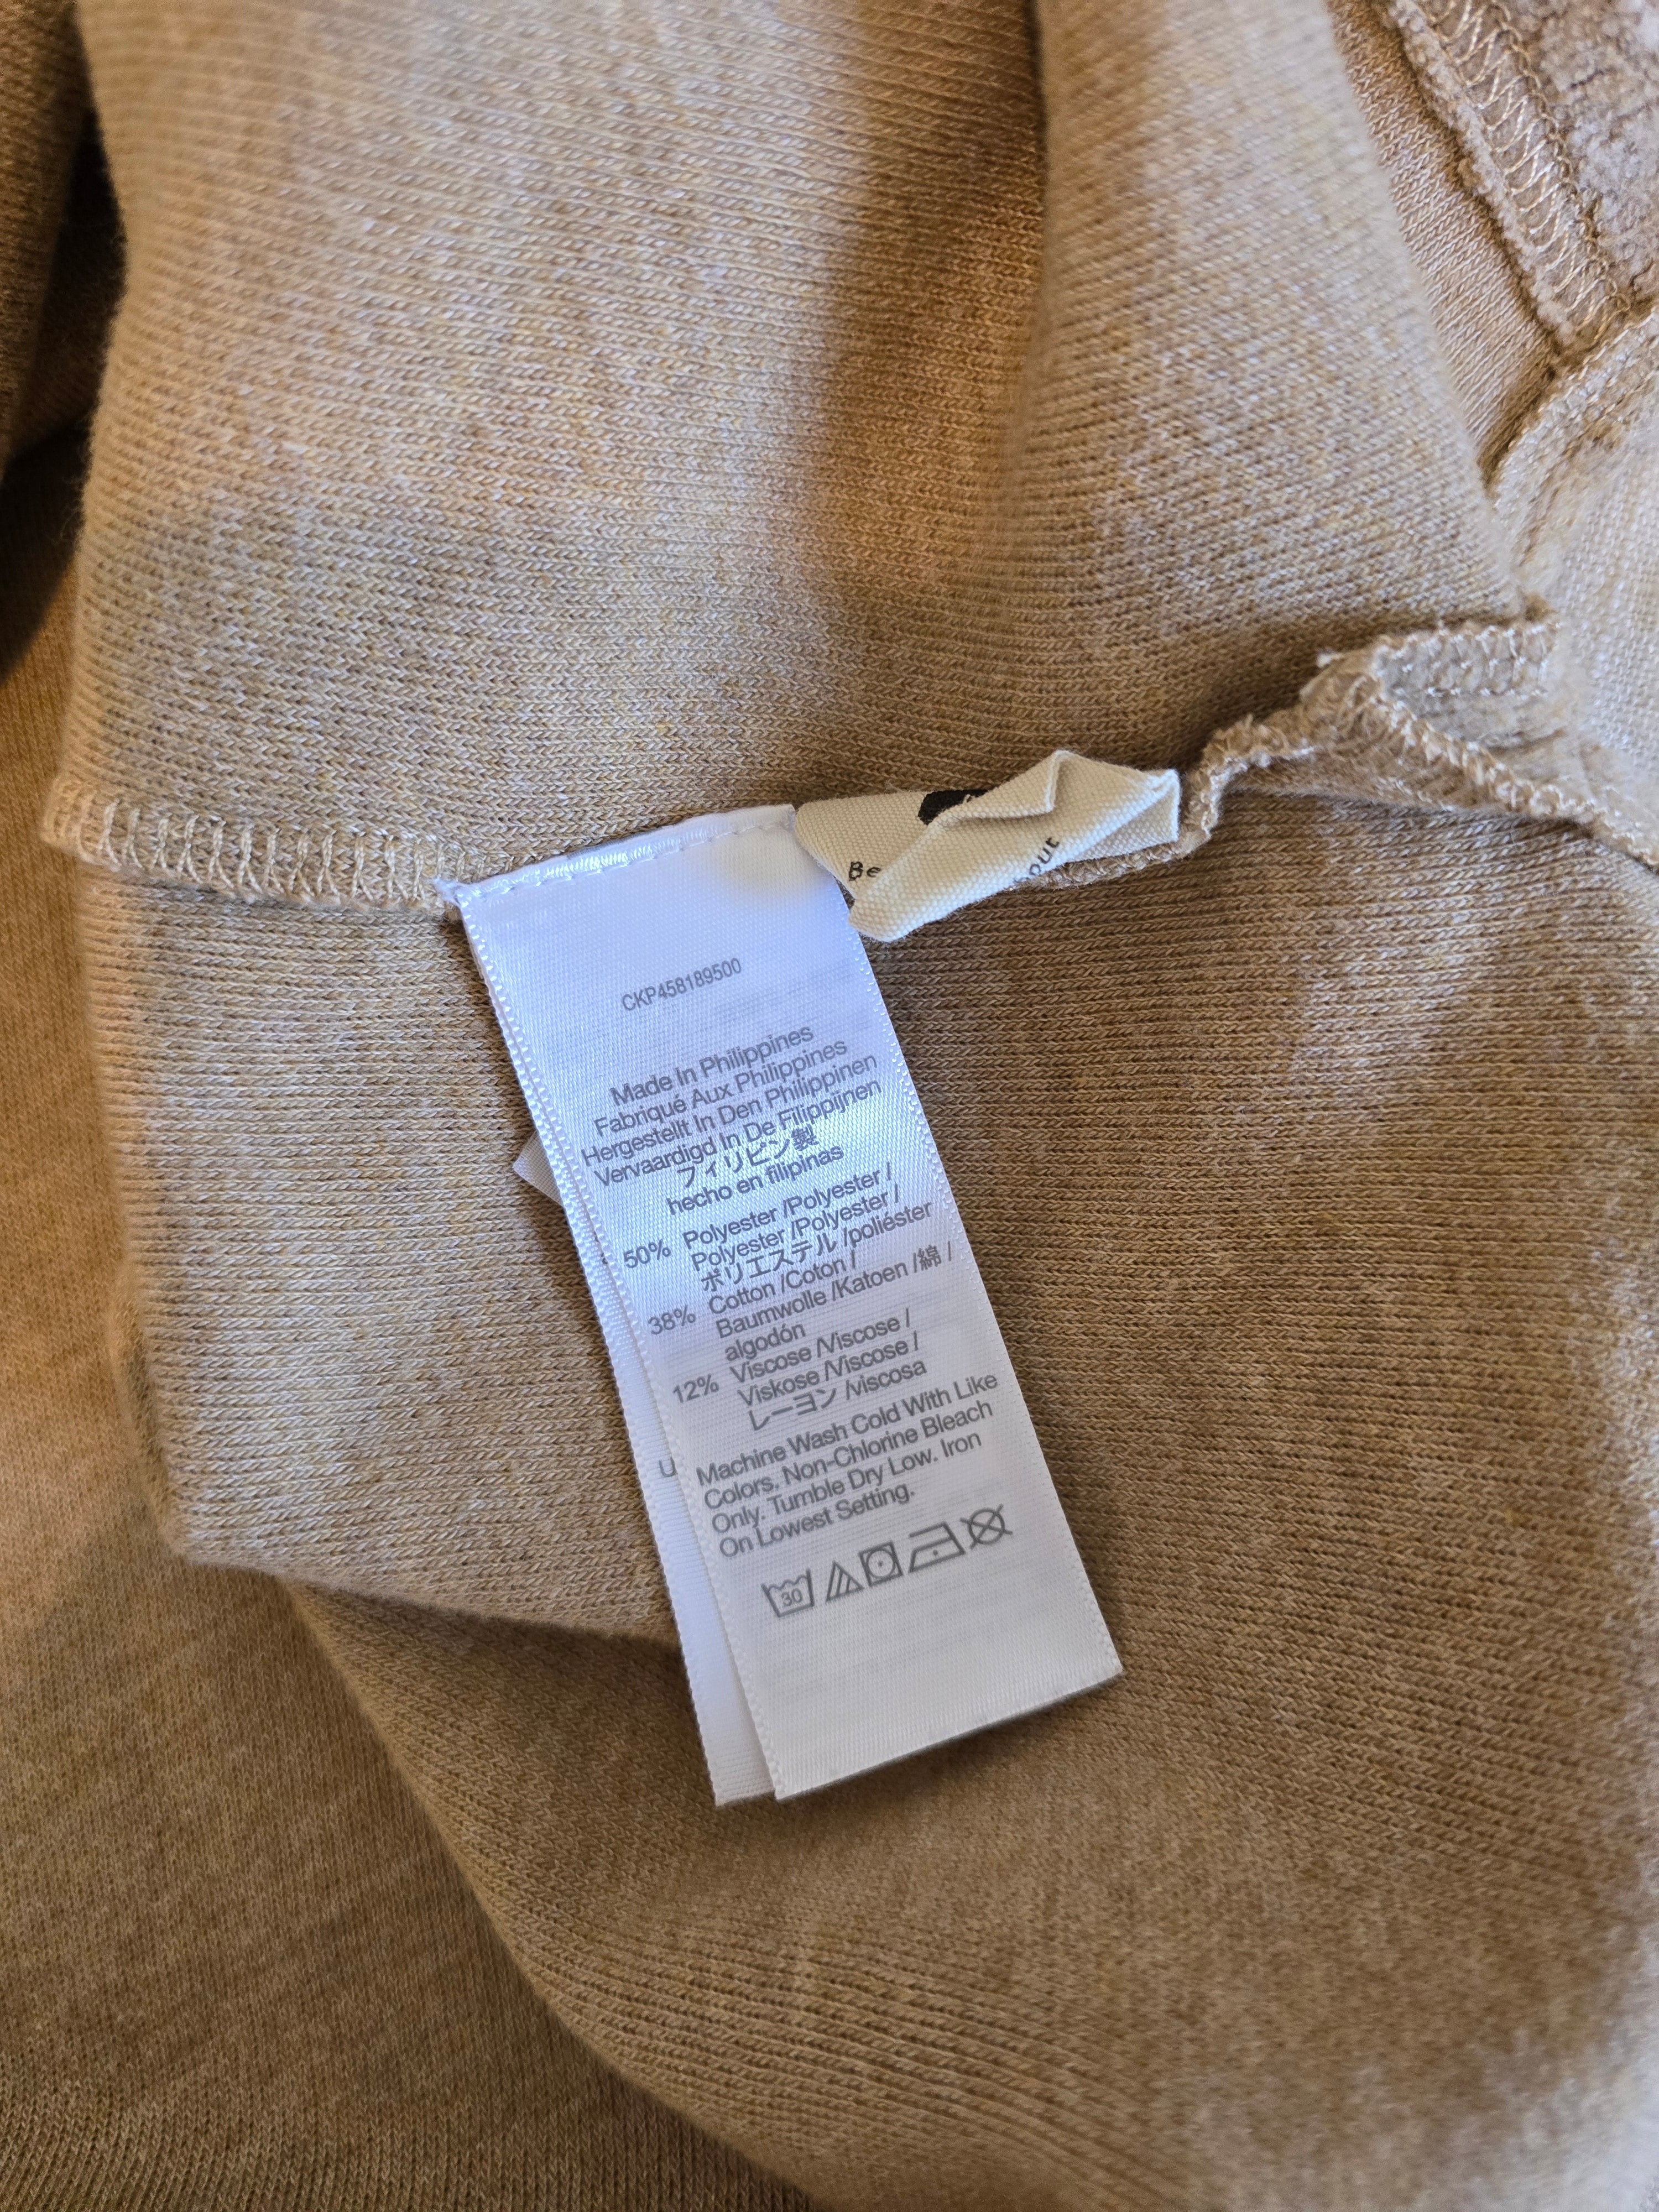 Be
CKP458189500
Made In Philippines
Fabriqué Aux Philippines
Hergestellt In Den Philippinen
Vervaardigd In De Filippijnen
フィリピン製
hecho en filipinas
50% Polyester /Polyester /
Polyester /Polyester /
ポリエステル /poliéster
38% Cotton /Coton /
Baumwolle /Katoen /綿 /
algodón
12% Viscose /Viscose /
Viskose /Viscose /
レーヨン /viscosa
Machine Wash Cold With Like
Colors. Non-Chlorine Bleach
Only. Tumble Dry Low. Iron
On Lowest Setting.
30
U